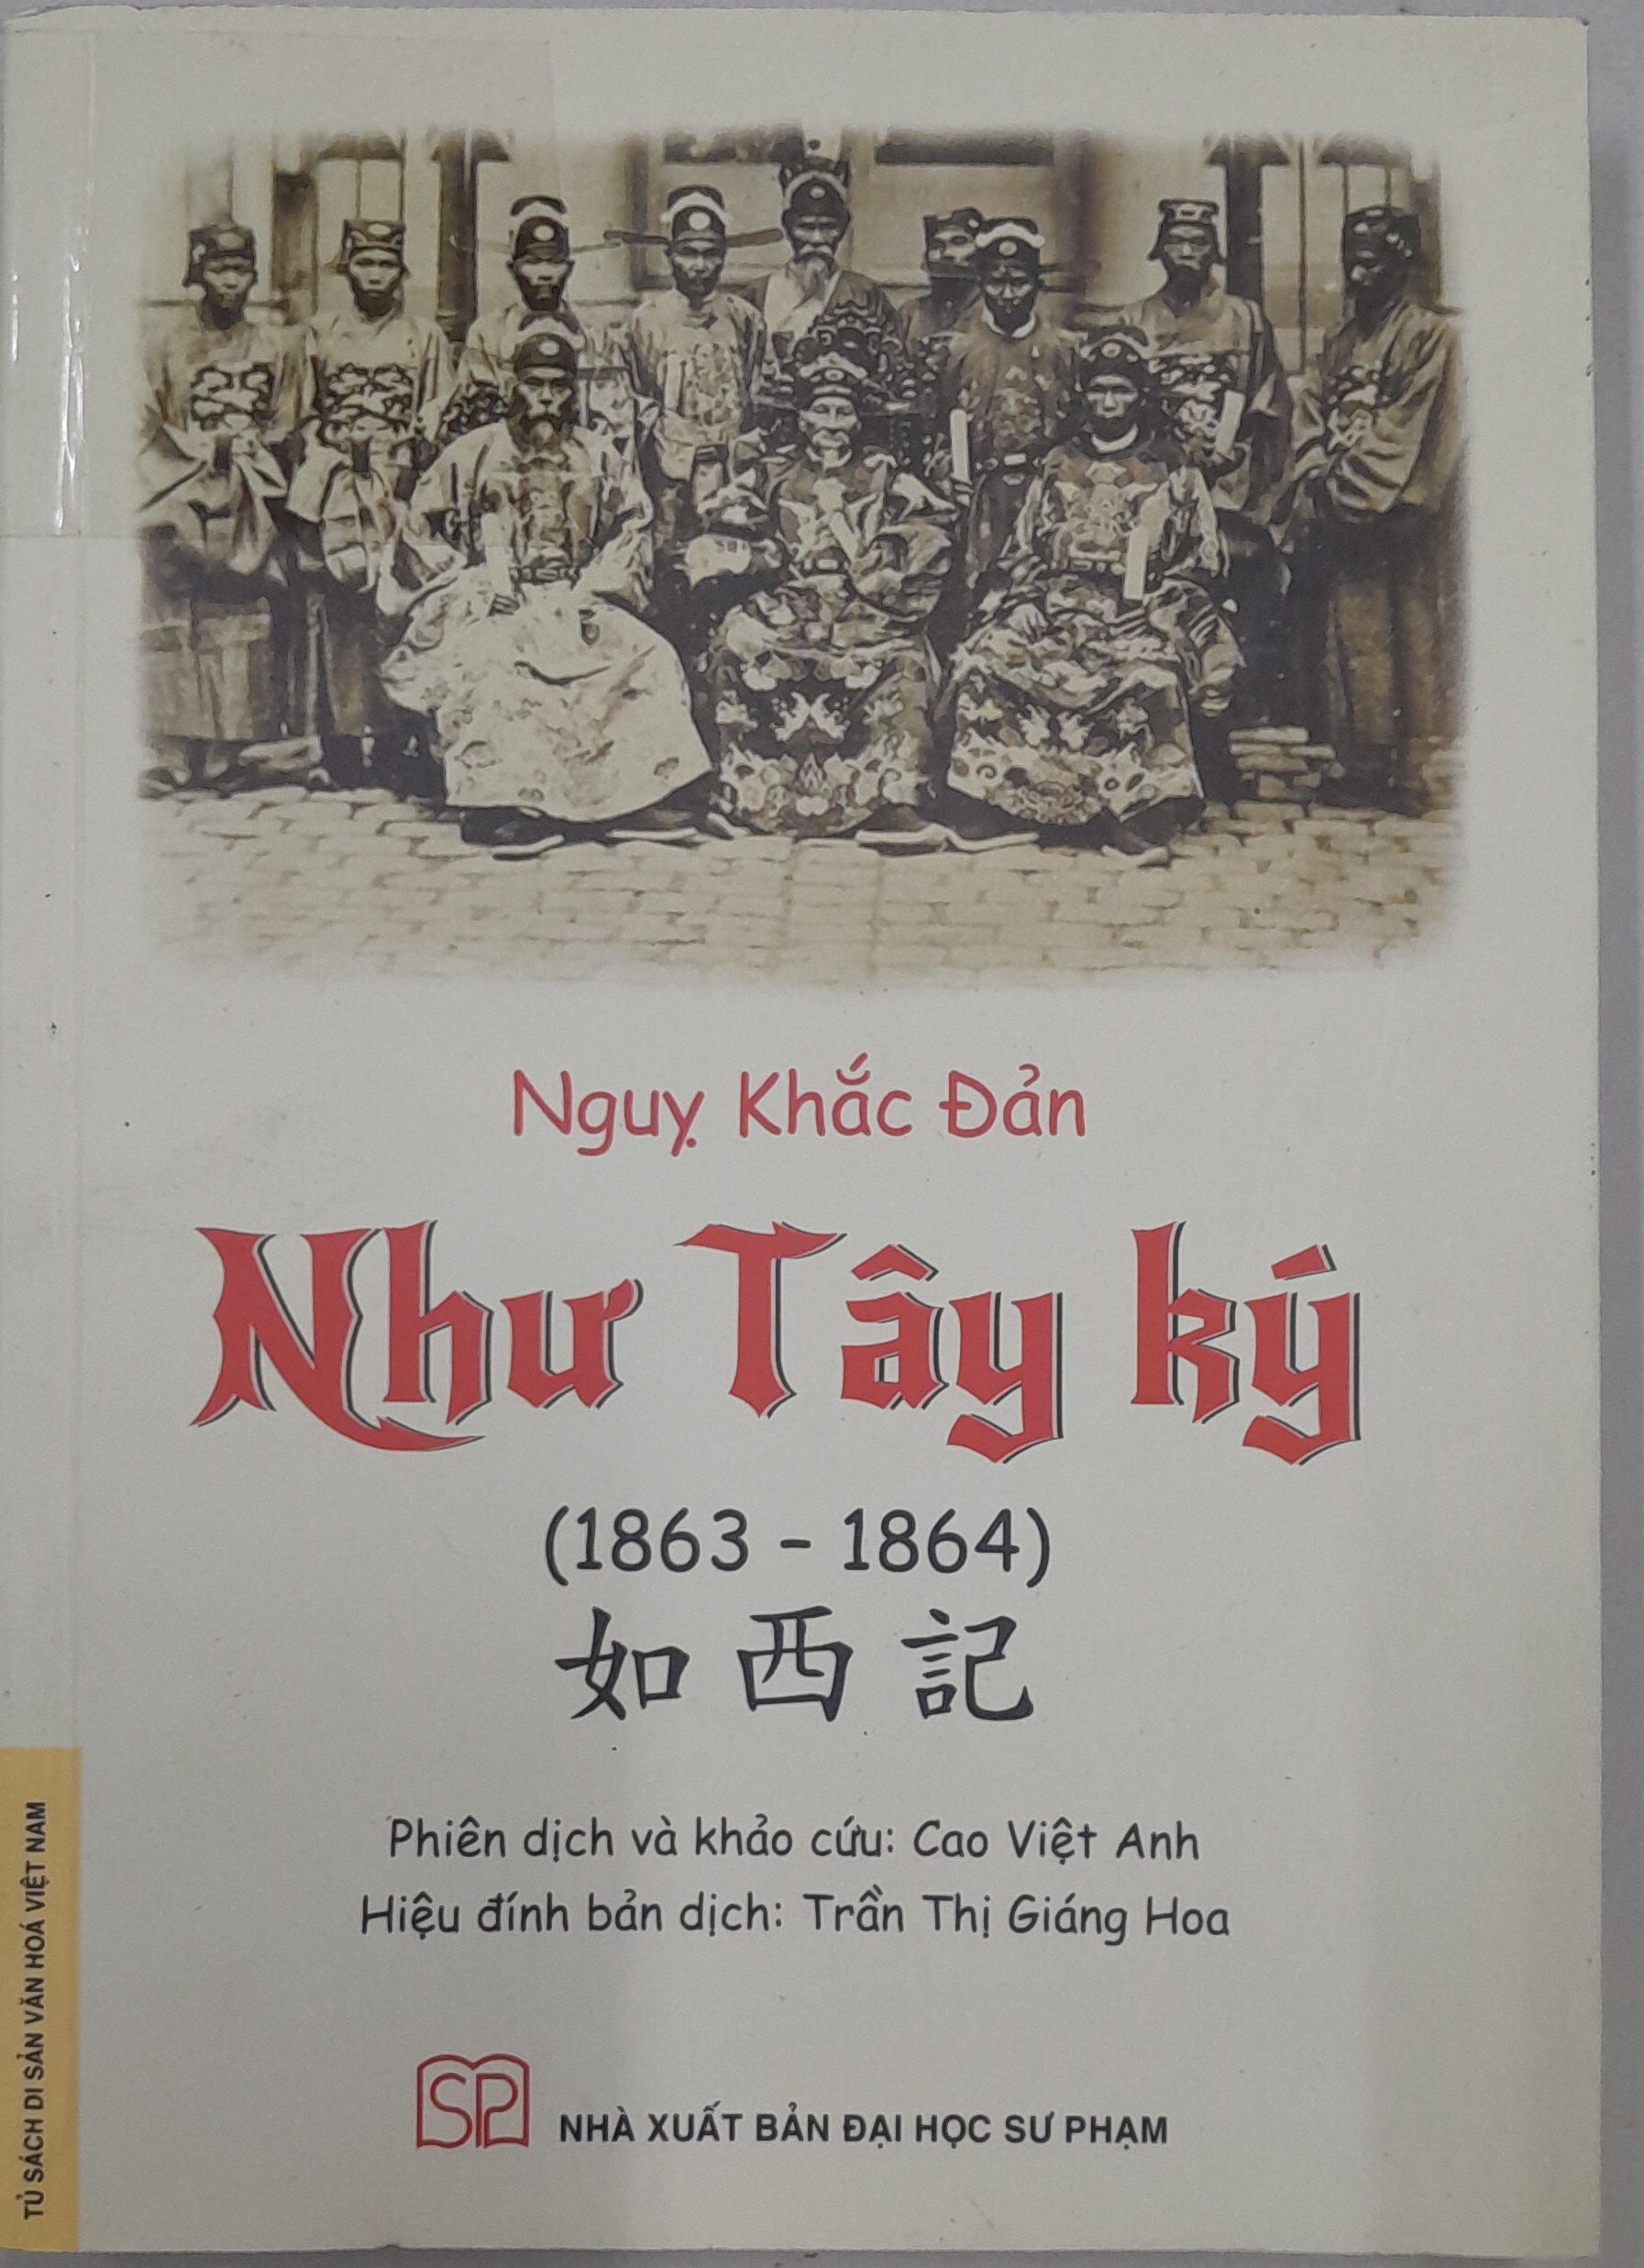 Ngụy Khắc Đản
Như Tây ký
(1863 - 1864)
如西記
Phiên dịch và khảo cứu: Cao Việt Anh
Hiệu đính bản dịch: Trần Thị Giáng Hoa
SP
NHÀ XUẤT BẢN ĐẠI HỌC SƯ PHẠM
TỦ SÁCH DI SẢN VĂN HOÁ VIỆT NAM